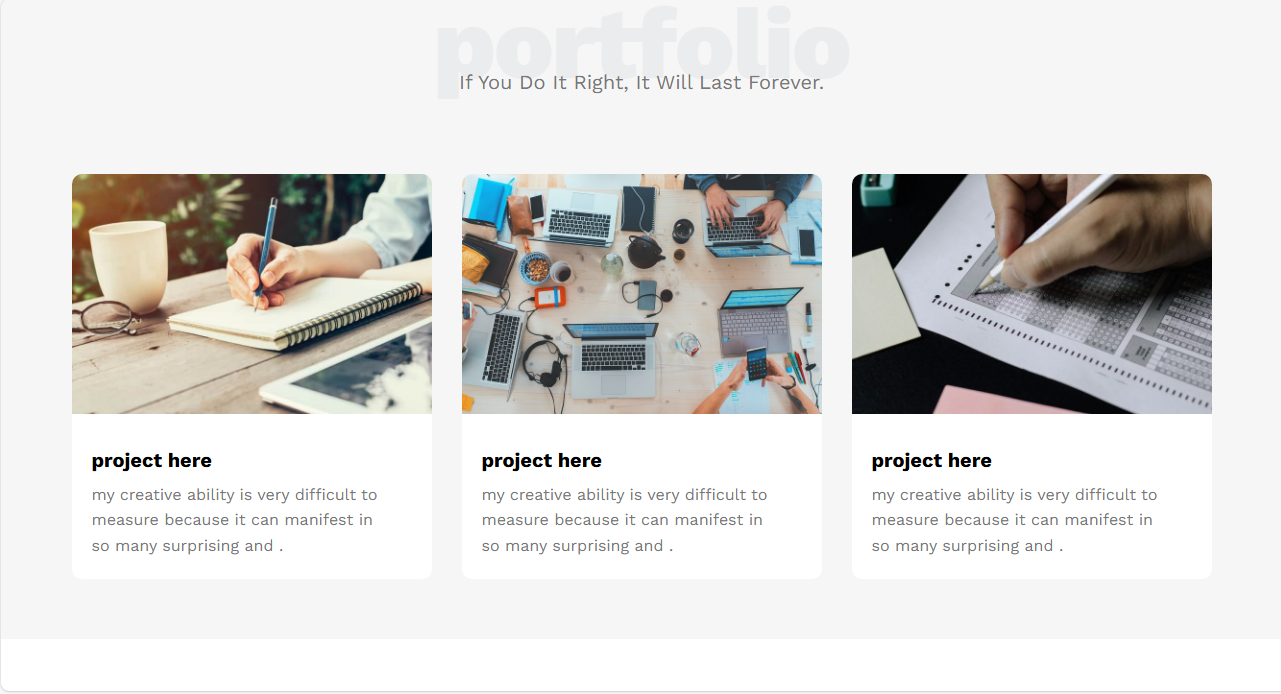 portfolio
If You Do It Right, It Will Last Forever.
project here
my creative ability is very difficult to
measure because it can manifest in
so many surprising and .
project here
my creative ability is very difficult to
measure because it can manifest in
so many surprising and .
project here
my creative ability is very difficult to
measure because it can manifest in
so many surprising and .